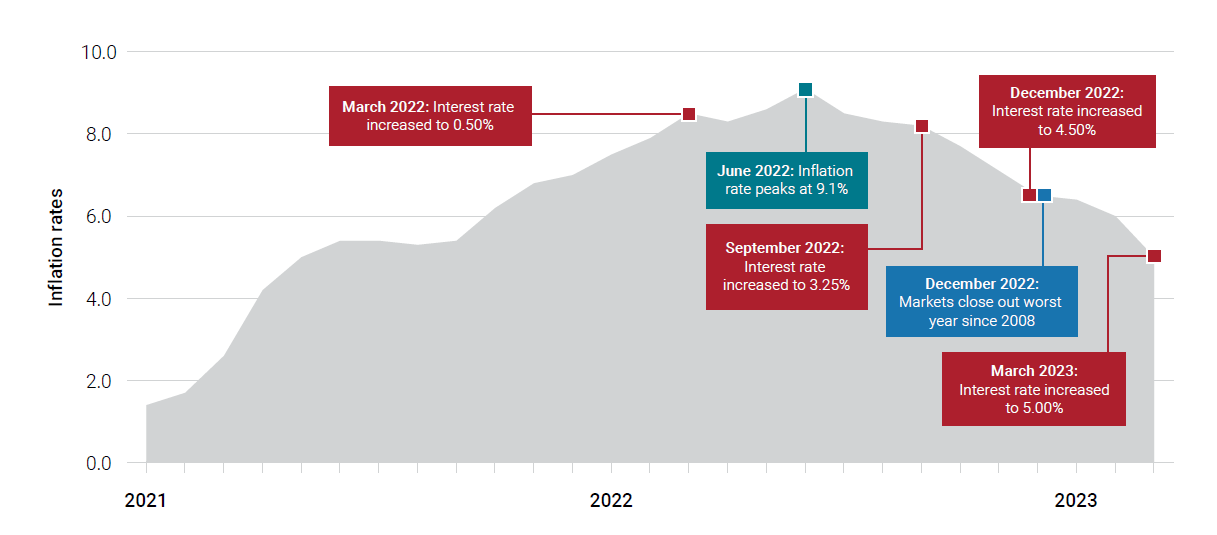 10.0
8.0
6.0
4.0
2.0
0.0
Inflation rates
March 2022: Interest rate
increased to 0.50%
June 2022: Inflation
rate peaks at 9.1%
September 2022:
Interest rate
increased to 3.25%
December 2022:
Interest rate increased
to 4.50%
December 2022:
Markets close out worst
year since 2008
March 2023:
Interest rate increased
to 5.00%
2021
2022
2023